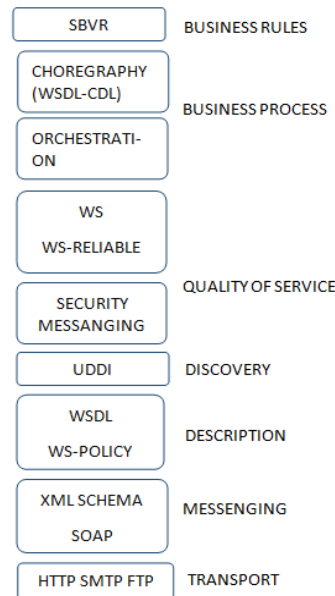 SBVR
BUSINESS RULES
CHOREGRAPHY
(WSDL-CDL)
BUSINESS PROCESS
ORCHESTRATI-
ON
WS
WS-RELIABLE
QUALITY OF SERVICE
SECURITY
MESSANGING
UDDI
DISCOVERY
WSDL
WS-POLICY
DESCRIPTION
XML SCHEMA
SOAP
MESSENGING
HTTP SMTP FTP
TRANSPORT